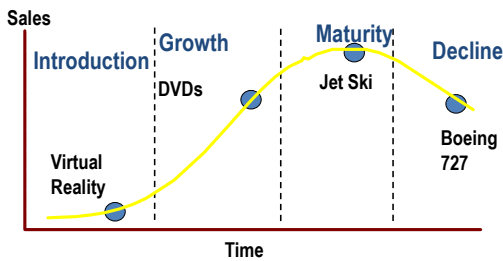 Sales
Introduction
Growth
Maturity
Decline
DVDs
Jet Ski
Virtual
Reality
Boeing
727
Time